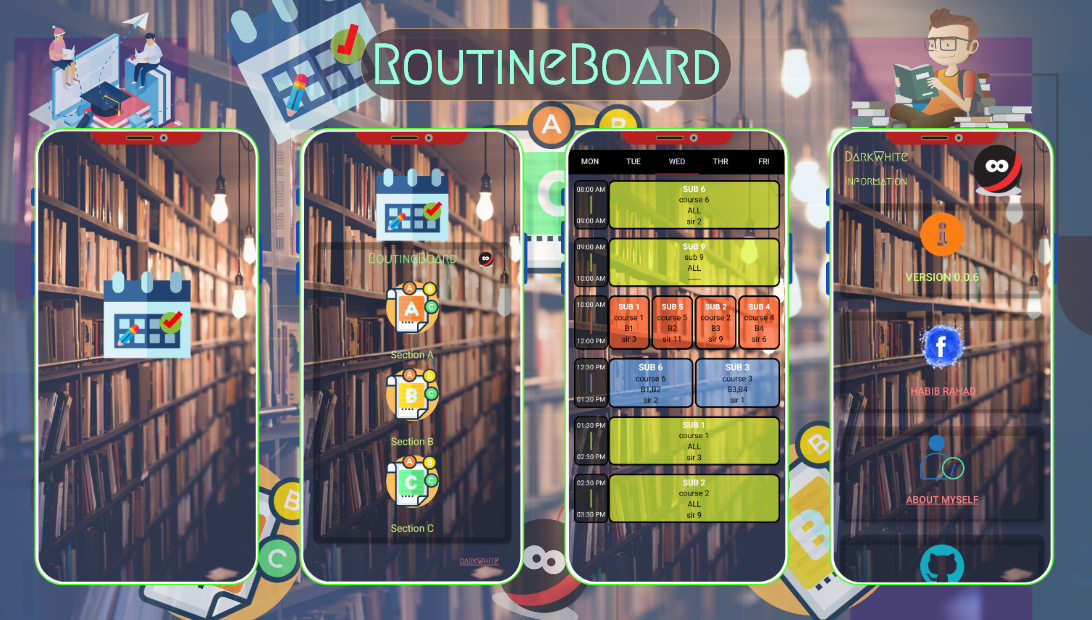 ROUTINEBOARD
A
B
C
ROUTINEBOARD
A
B
C
A
Section A
A
B
C
B
Section B
A
B
C
C
Section C
DARKWHITE
MON TUE WED THR FRI
08:00 AM
09:00 AM
SUB 6
course 6
ALL
sir 2
09:00 AM
10:00 AM
SUB 9
sub 9
ALL
10:00 AM
12:00 PM
SUB 1
course 1
B1
sir 3
SUB 5
course 5
B2
sir 11
SUB 2
course 2
B3
sir 9
SUB 4
course 4
B4
sir 6
12:30 PM
01:30 PM
SUB 6
course 6
B1,B2
sir 2
SUB 3
course 3
B3,B4
sir 1
01:30 PM
02:30 PM
SUB 1
course 1
ALL
sir 3
02:30 PM
03:30 PM
SUB 2
course 2
ALL
sir 9
DARKWHITE
INFORMATION
i
VERSION 0.0.6
f
HABIB RAHAD
i
ABOUT MYSELF
B
C
B
B